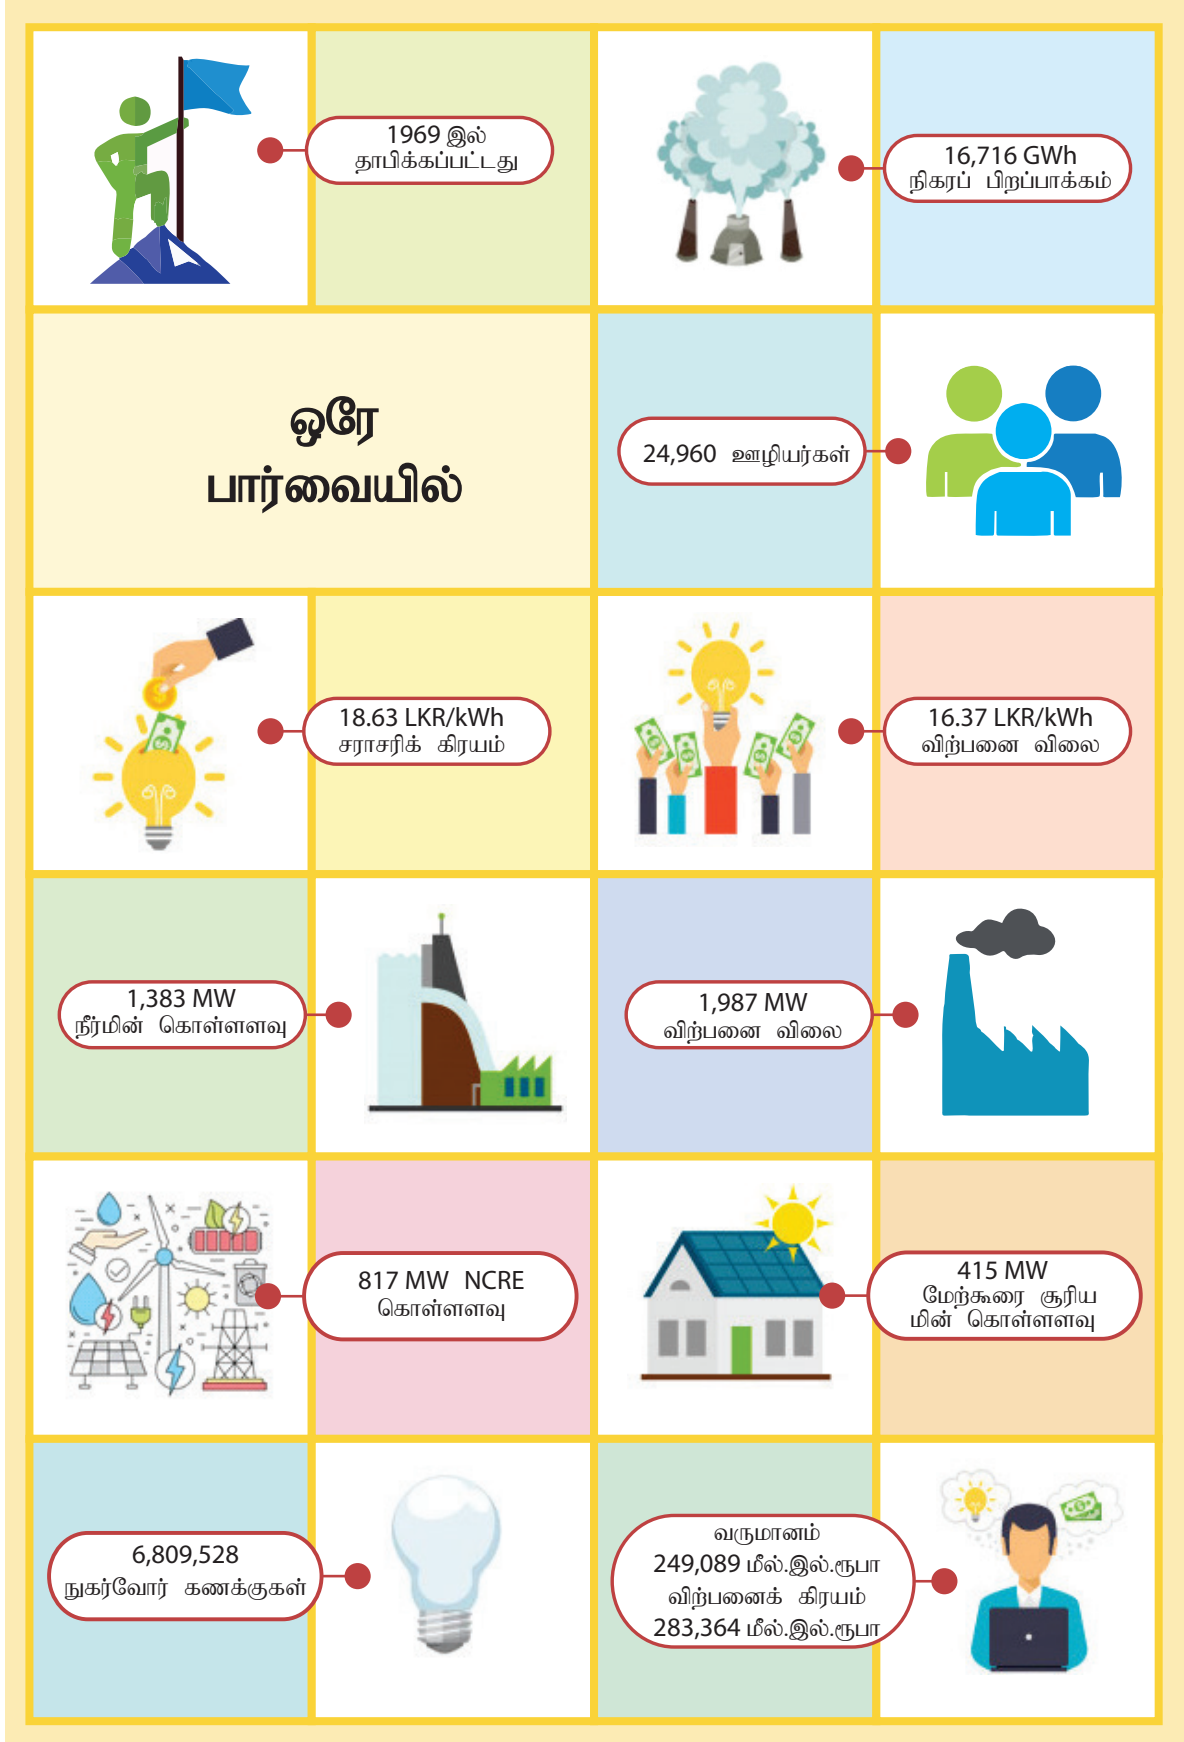 1969 இல்
தாபிக்கப்பட்டது
16,716 GWh
நிகரப் பிறப்பாக்கம்
ஒரே
பார்வையில்
24,960 ஊழியர்கள்
18.63 LKR/kWh
சராசரிக் கிரயம்
16.37 LKR/kWh
விற்பனை விலை
1,383 MW
நீர்மின் கொள்ளளவு
1,987 MW
விற்பனை விலை
817 MW NCRE
கொள்ளளவு
415 MW
மேற்கூரை சூரிய
மின் கொள்ளளவு
6,809,528
நுகர்வோர் கணக்குகள்
வருமானம்
249,089 மீல்.இல்.ரூபா
விற்பனைக் கிரயம்
283,364 மீல்.இல்.ரூபா